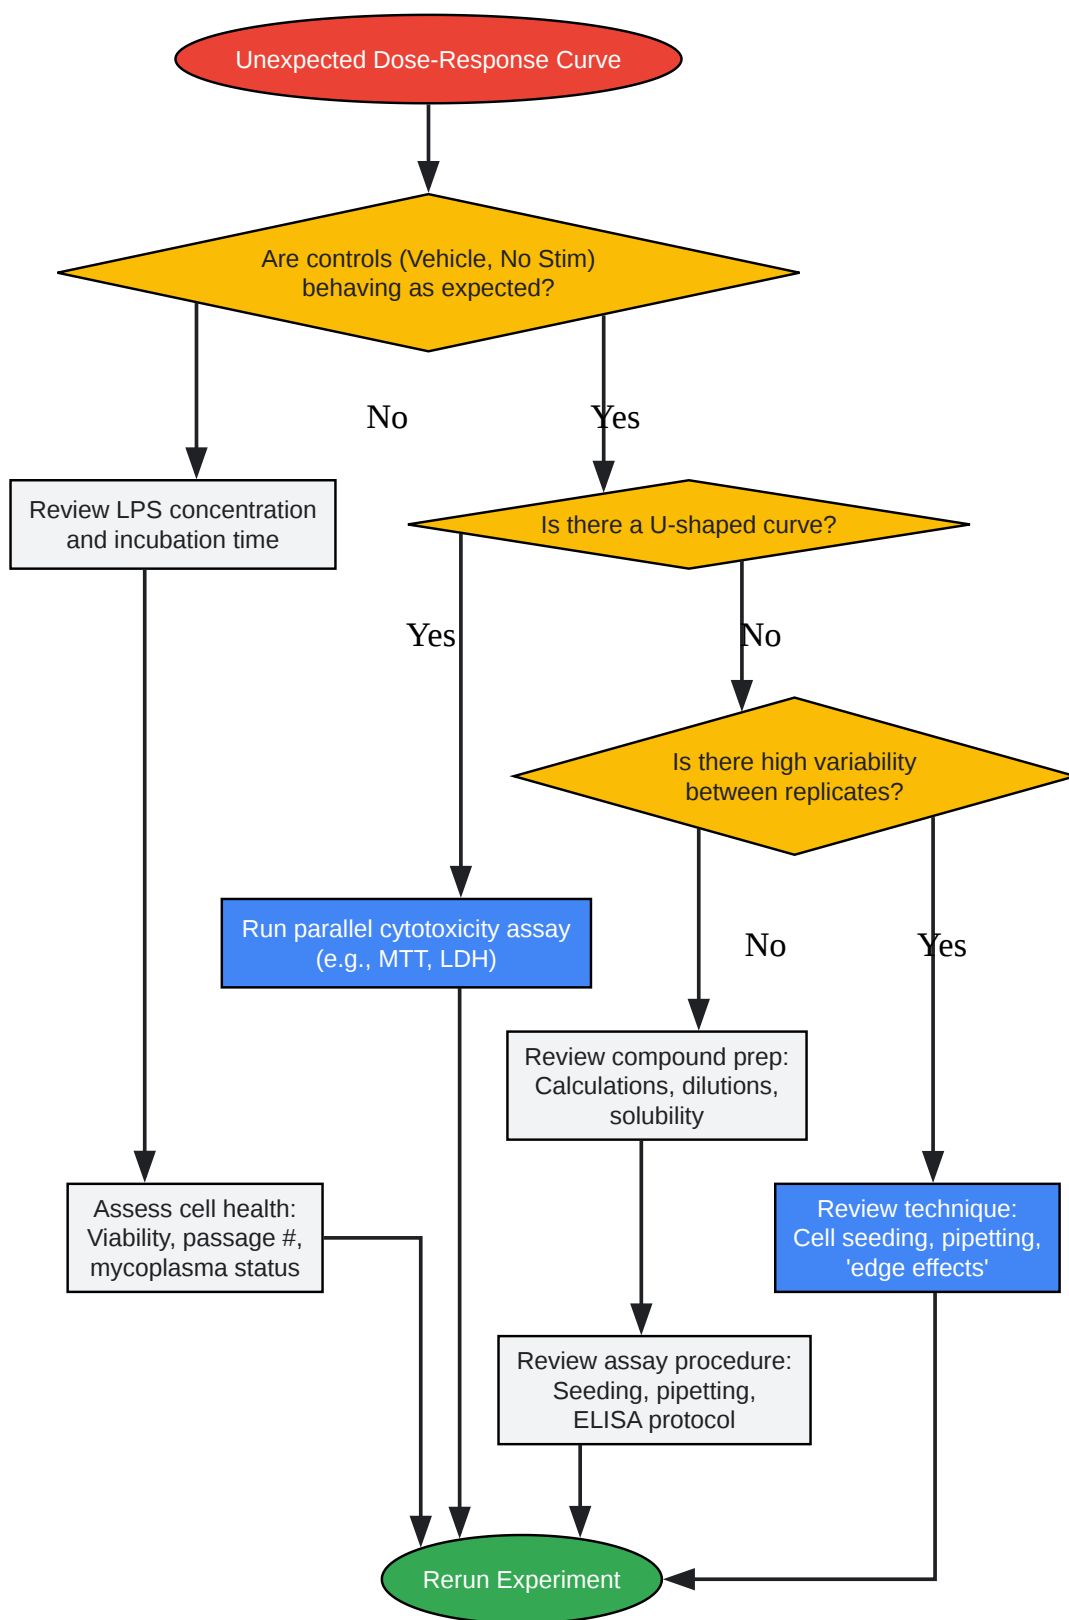 Unexpected Dose-Response Curve
Are controls (Vehicle, No Stim)
behaving as expected?
No
Yes
Review LPS concentration
and incubation time
Is there a U-shaped curve?
Yes
No
Is there high variability
between replicates?
Run parallel cytotoxicity assay
(e.g., MTT, LDH)
No
Yes
Review compound prep:
Calculations, dilutions,
solubility
Assess cell health:
Viability, passage #,
mycoplasma status
Review technique:
Cell seeding, pipetting,
'edge effects'
Review assay procedure:
Seeding, pipetting,
ELISA protocol
Rerun Experiment